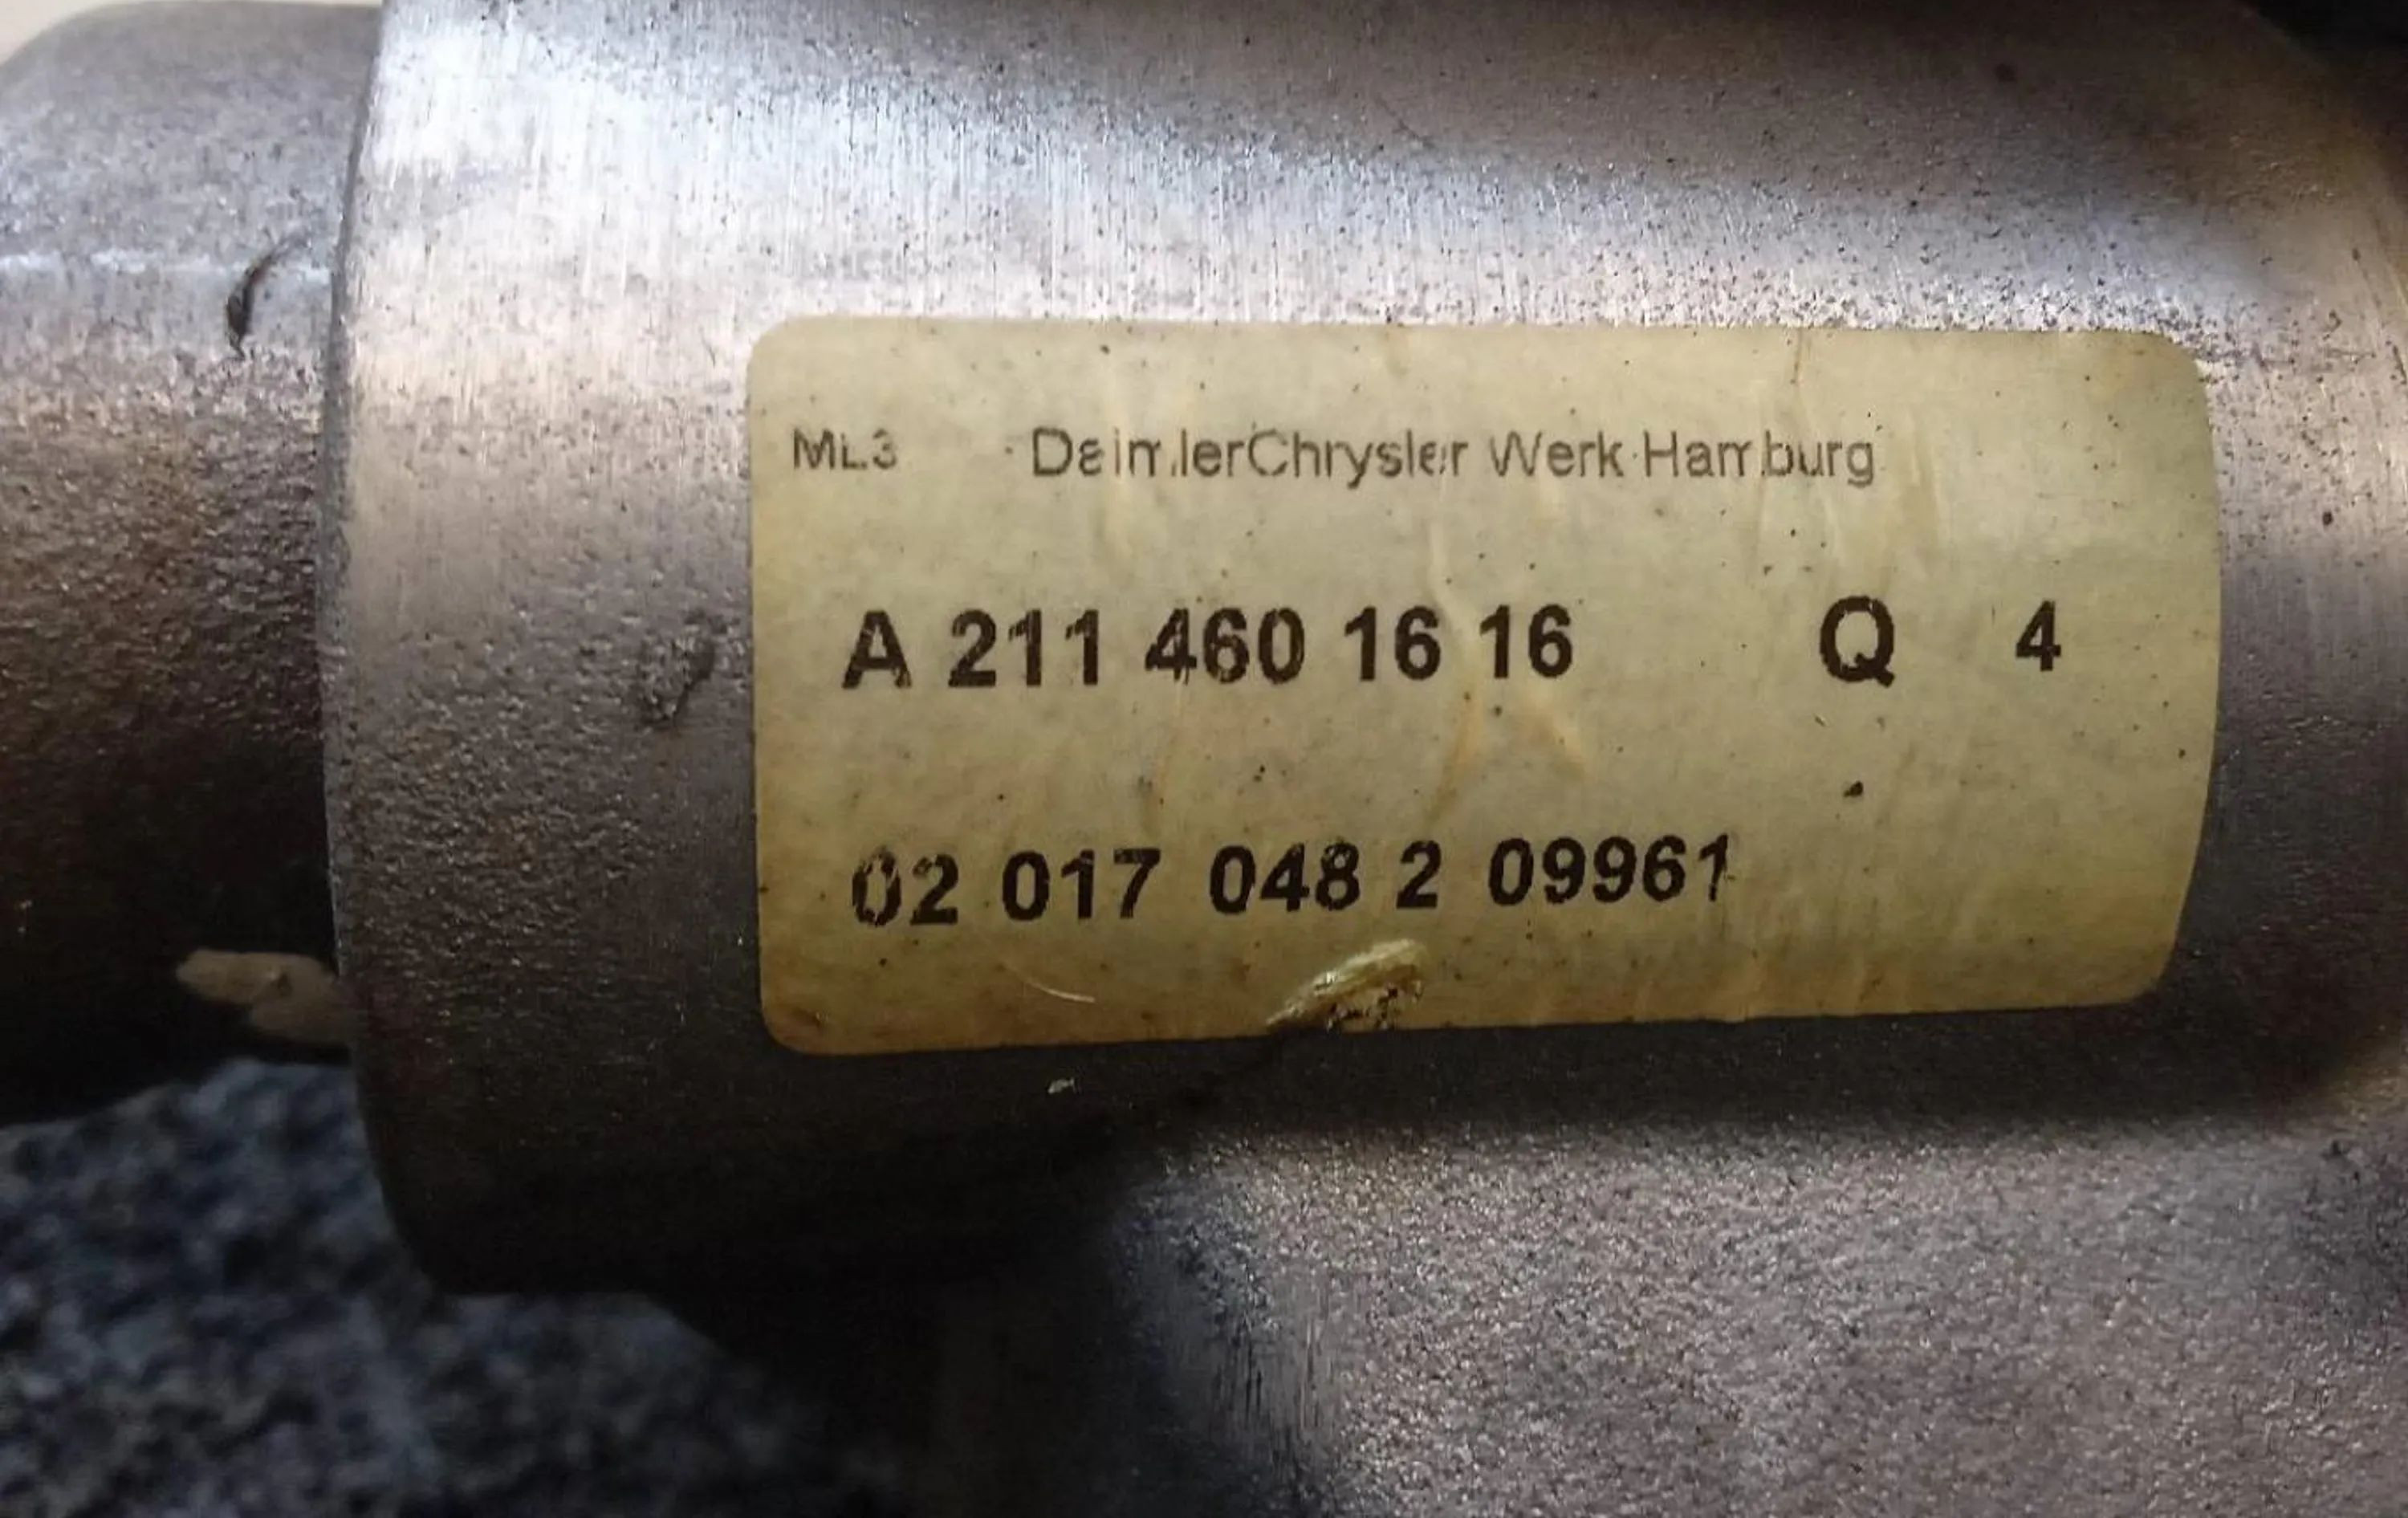 ML3 DaimlerChrysler Werk Hamburg
A 211 460 16 16 Q 4
02 017 048 2 09961